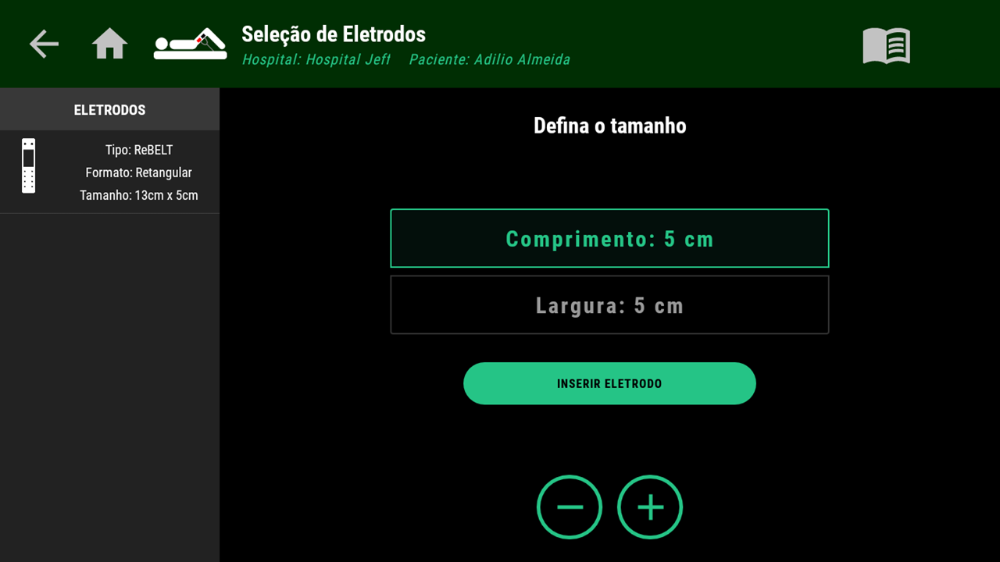 Seleção de Eletrodos
Hospital: Hospital Jeft Paciente: Adilio Almeida
ELETRODOS
Tipo: ReBELT
Formato: Retangular
Tamanho: 13cm x 5cm
Defina o tamanho
Comprimento: 5 cm
Largura: 5 cm
INSERIR ELETRODO